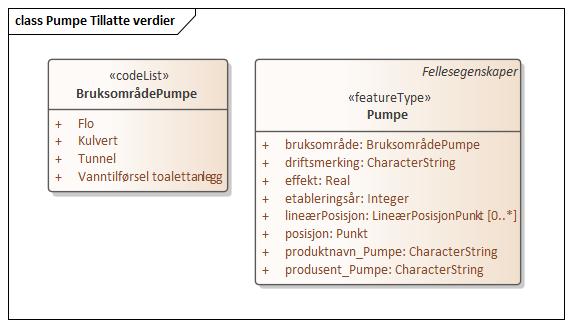 class Pumpe Tillatte verdier
«codeList»
BruksområdePumpe
+ Flo
+ Kulvert
+ Tunnel
+ Vanntilførsel toalettanlegg
Fellesegenskaper
«featureType»
Pumpe
+ bruksområde: BruksområdePumpe
+ driftsmerking: CharacterString
+ effekt: Real
+ etableringsår: Integer
+ lineærPosisjon: LineærPosisjonPunkt [0..*]
+ posisjon: Punkt
+ produktnavn_Pumpe: CharacterString
+ produsent_Pumpe: CharacterString